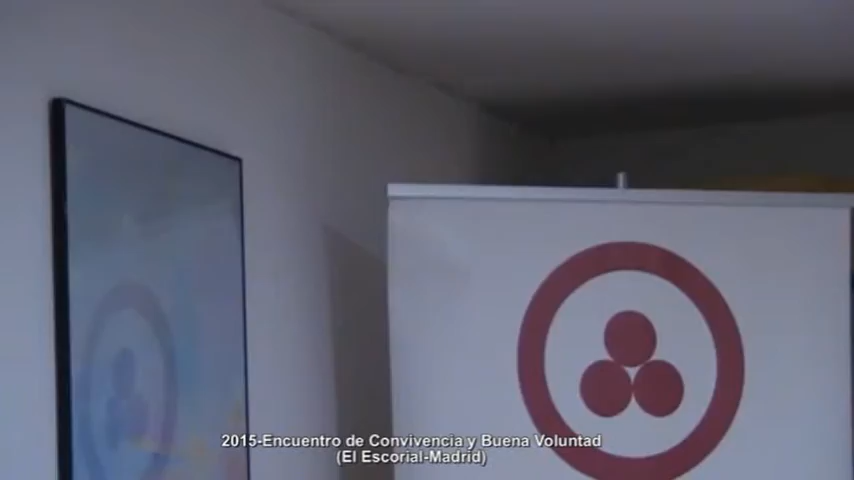 2015-Encuentro de Convivencia y Buena Voluntad
(El Escorial-Madrid)